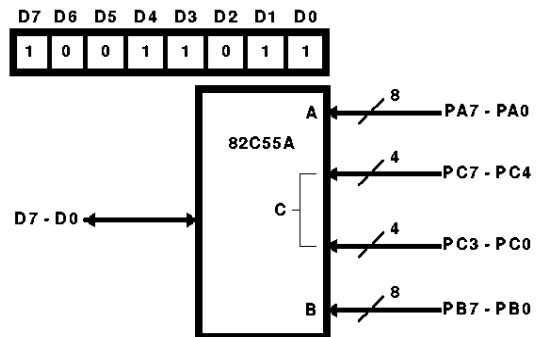 D7 D6 D5 D4 D3 D2 D1 D0
1 0 0 1 1 0 1 1
A
8
PA7 - PA0
82C55A
4
PC7 - PC4
C
D7 - D0
4
PC3 - PC0
B
8
PB7 - PB0